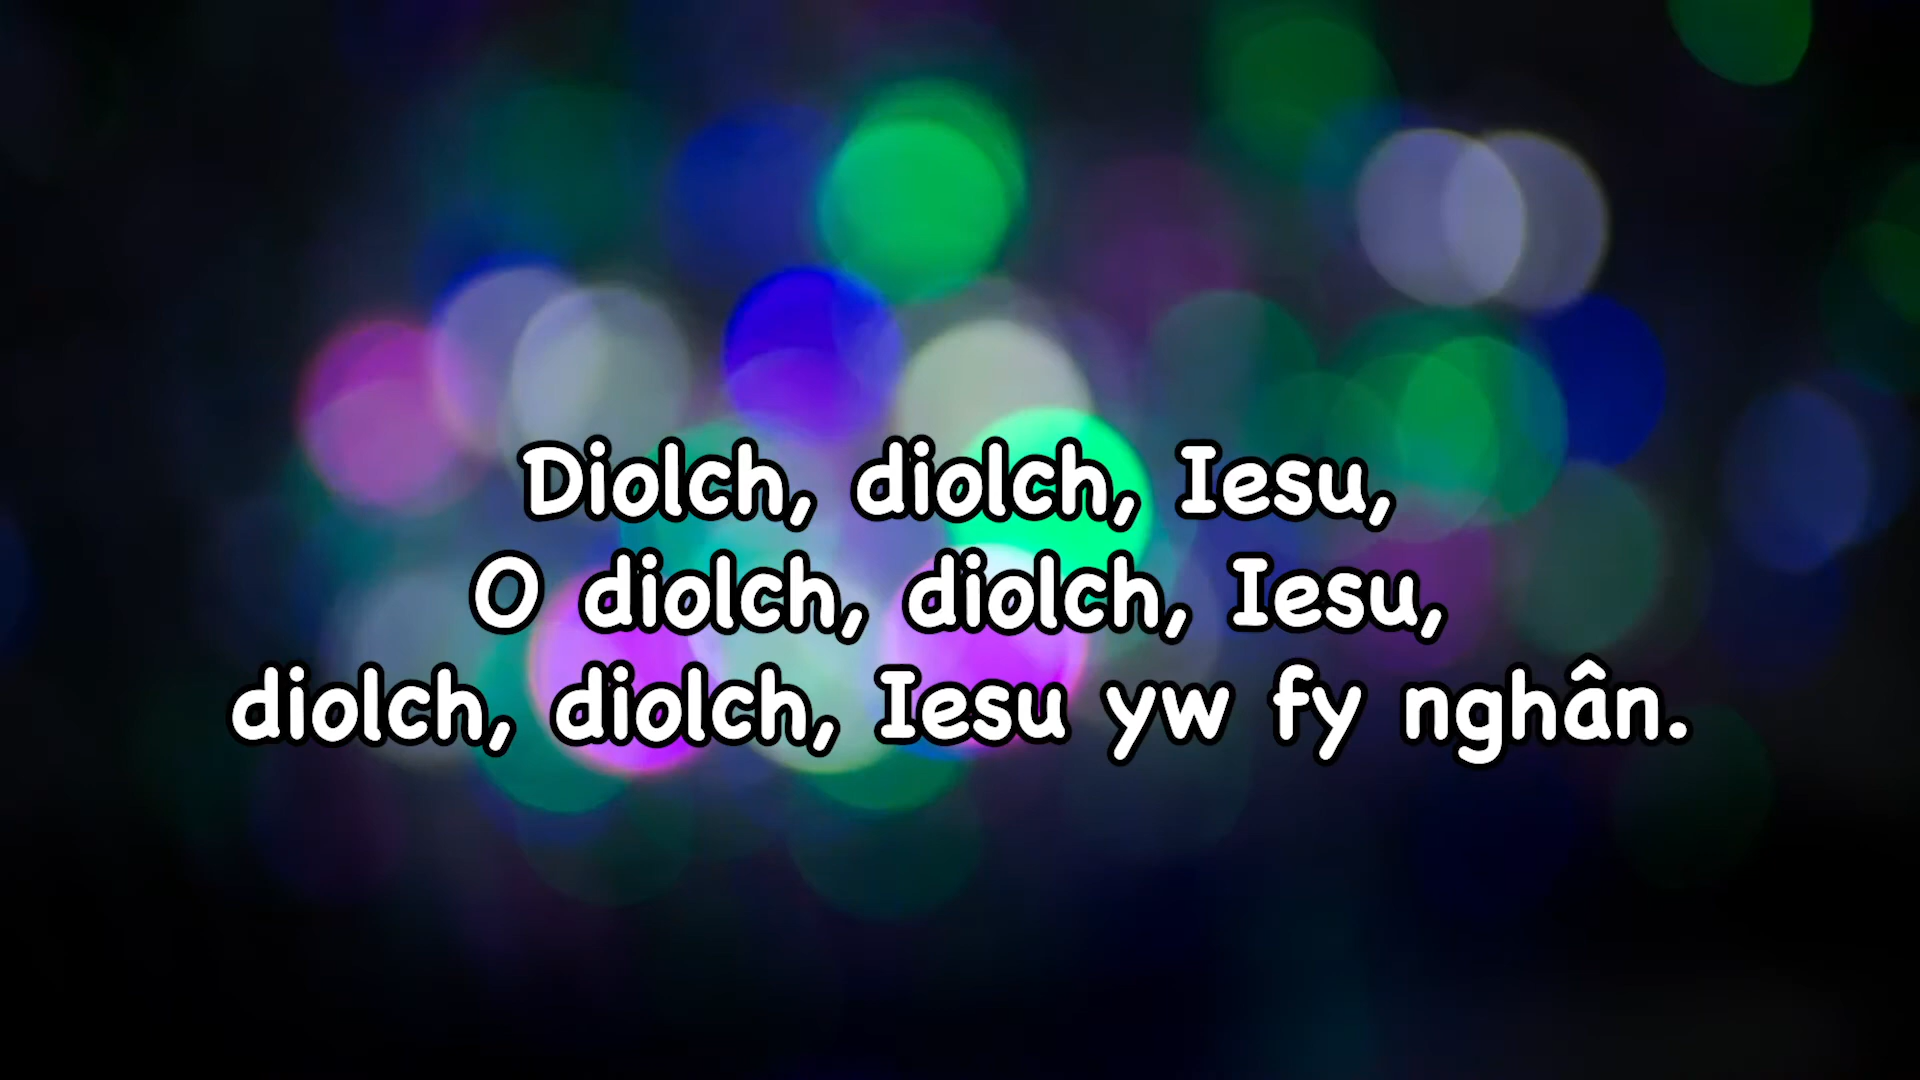 Diolch, diolch, Iesu,
O diolch, diolch, Iesu,
diolch, diolch, Iesu yw fy nghân.